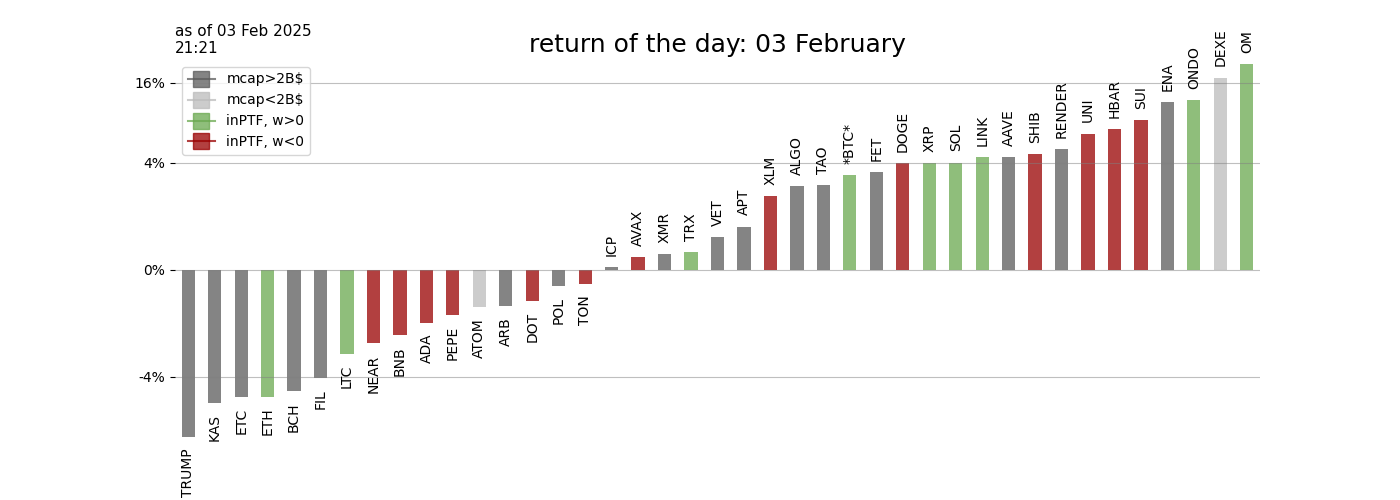 as of 03 Feb 2025
21:21
return of the day: 03 February
mcap>2B$
mcap<2B$
inPTF, w>0
inPTF, w<0
16%
4%
0%
-4%
TRUMP
KAS
ETC
ETH
BCH
FIL
LTC
NEAR
BNB
ADA
PEPE
ATOM
ARB
DOT
POL
TON
ICP
AVAX
XMR
TRX
VET
APT
XLM
ALGO
TAO
*BTC*
FET
DOGE
XRP
SOL
LINK
AAVE
SHIB
RENDER
UNI
HBAR
SUI
ENA
ONDO
DEXE
OM